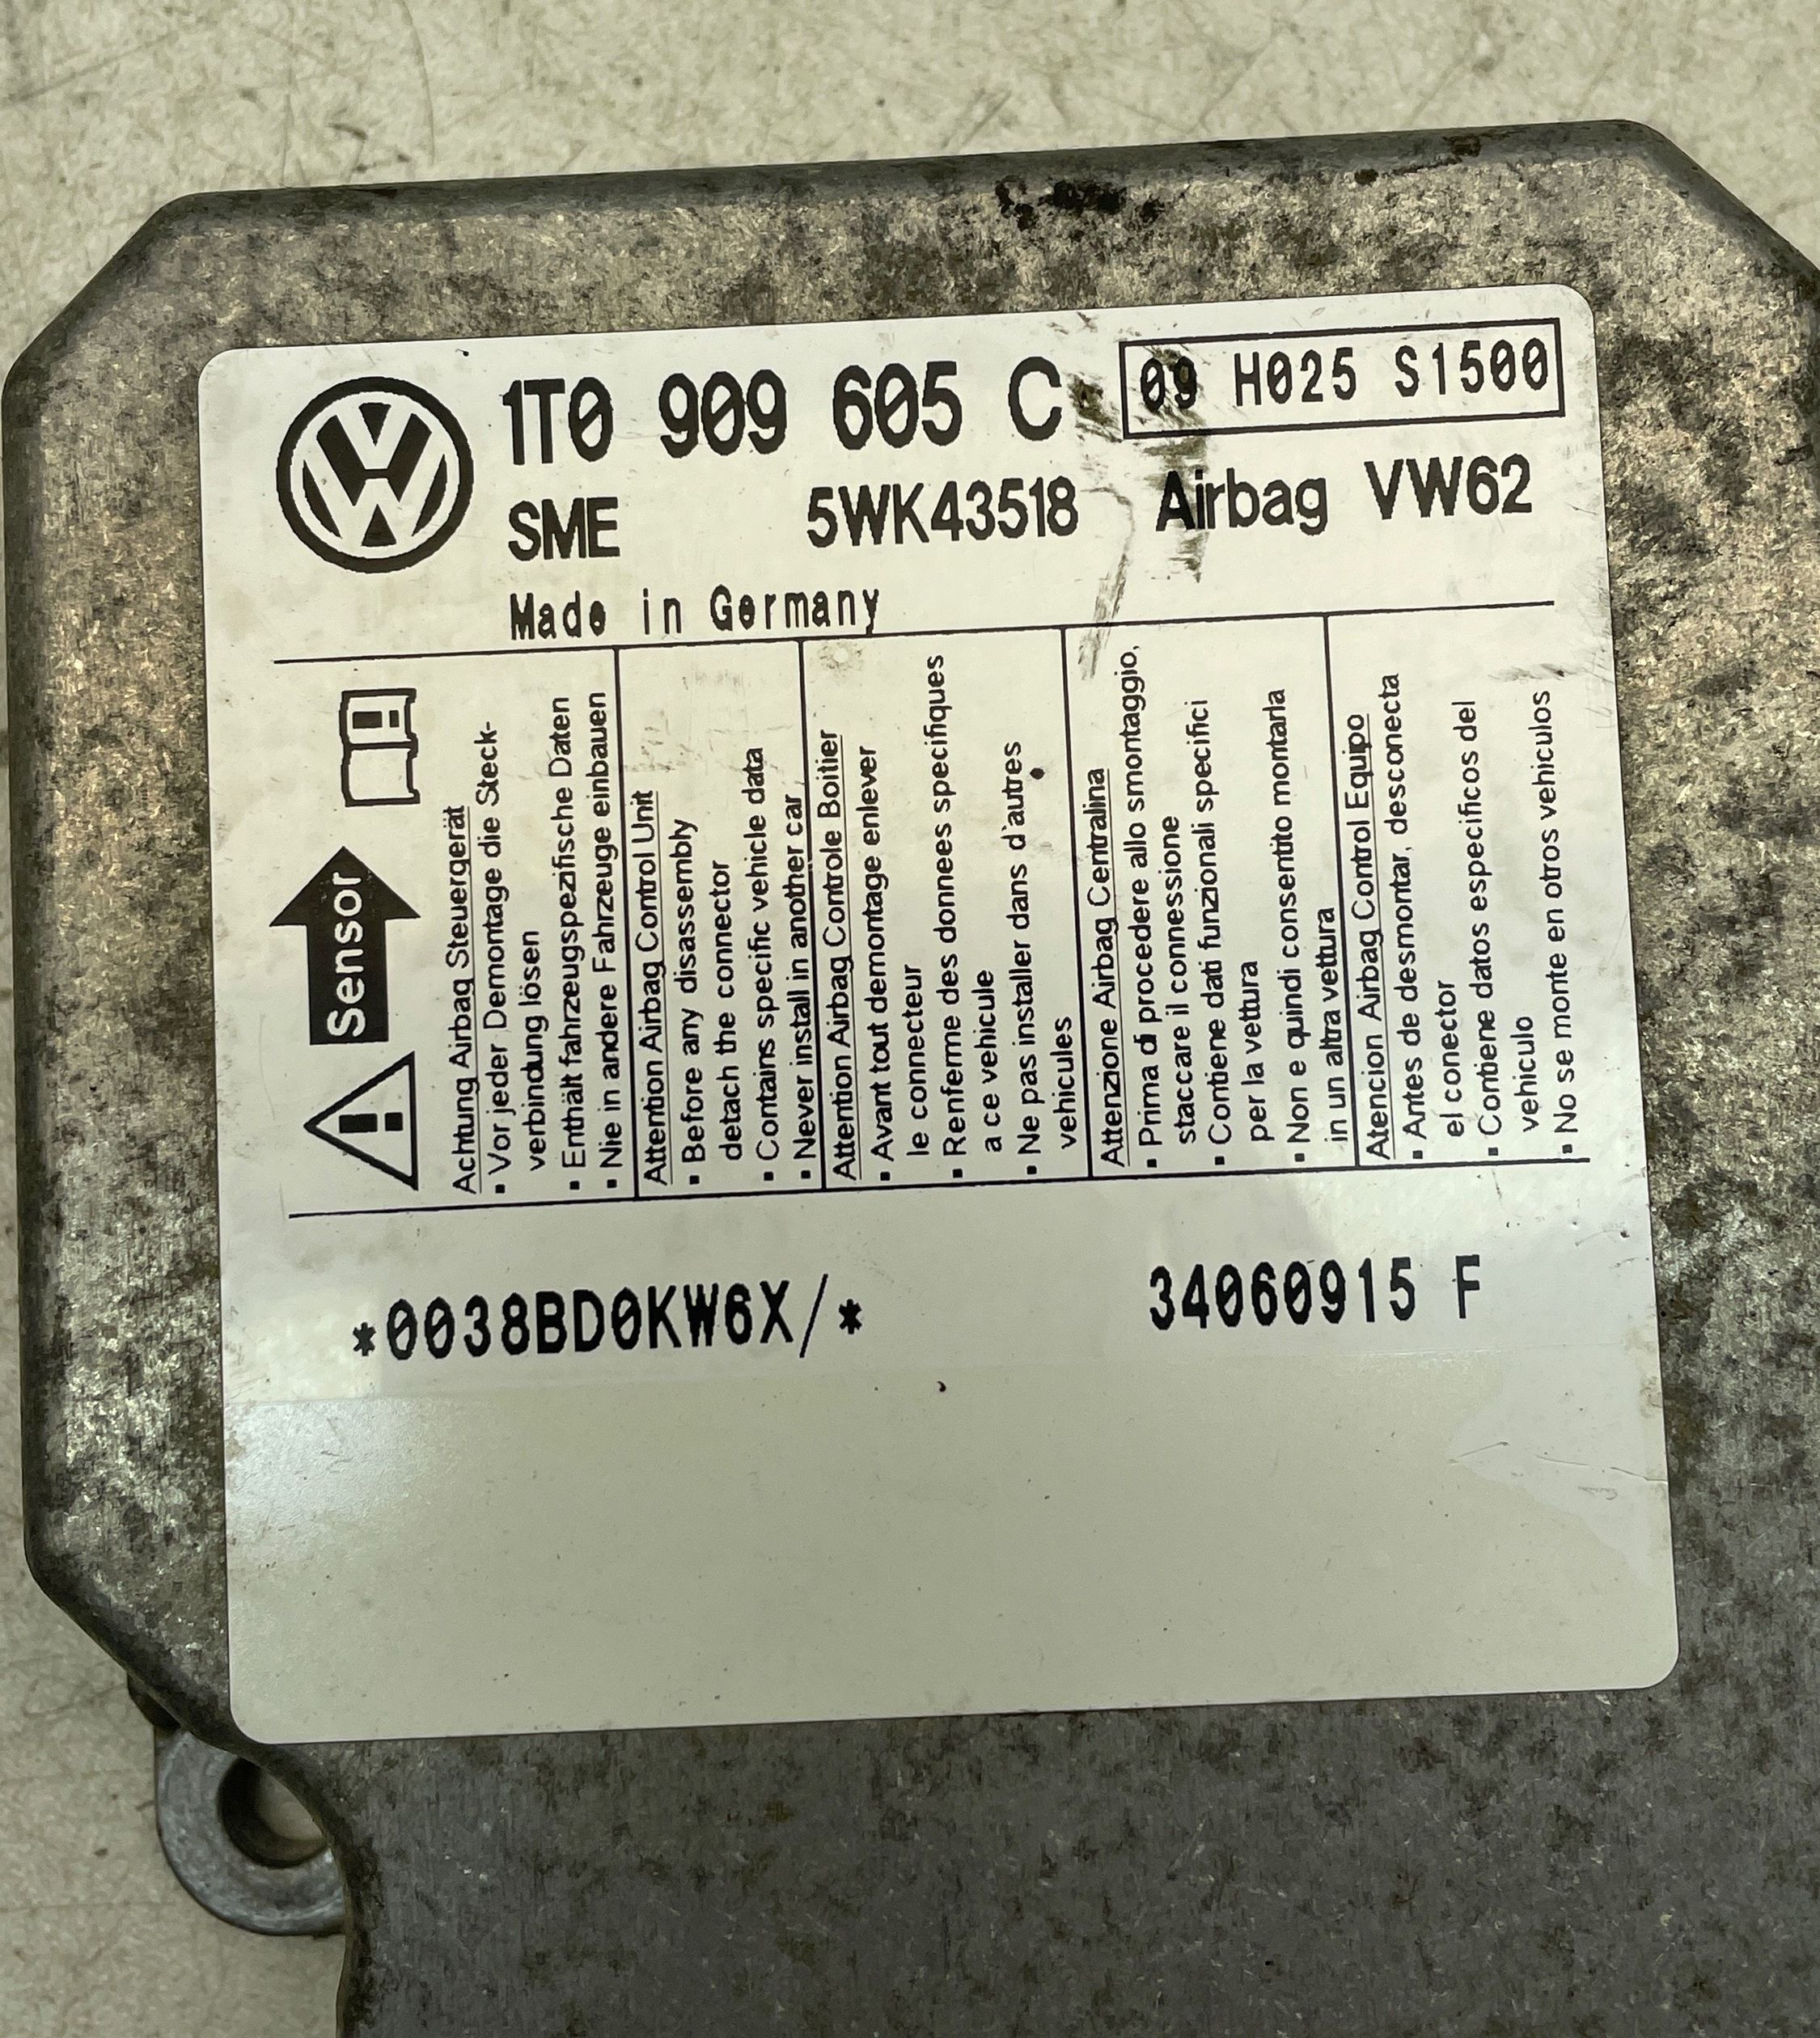 1T0 909 605 C
09 H025 S1500
SME 5WK43518 Airbag VW62
Made in Germany
Sensor
Achtung Airbag Steuergerät
▪ Vor jeder Demontage die Steck-
verbindung lösen
▪ Enthält fahrzeugspezifische Daten
▪ Nie in andere Fahrzeuge einbauen
Attention Airbag Control Unit
▪ Before any disassembly
detach the connector
▪ Contains specific vehicle data
▪ Never install in another car
Attention Airbag Controle Boitier
▪ Avant tout demontage enlever
le connecteur
▪ Renferme des donnees specifiques
a ce vehicule
▪ Ne pas installer dans d'autres
vehicules
Attenzione Airbag Centralina
▪ Prima di procedere allo smontaggio,
staccare il connessione
▪ Contiene dati funzionali specifici
per la vettura
▪ Non e quindi consentito montarla
in un altra vettura
Atencion Airbag Control Equipo
▪ Antes de desmontar, desconecta
el conector
▪ Contiene datos especificos del
vehiculo
▪ No se monte en otros vehiculos
*0038BD0KW6X/*
34060915 F